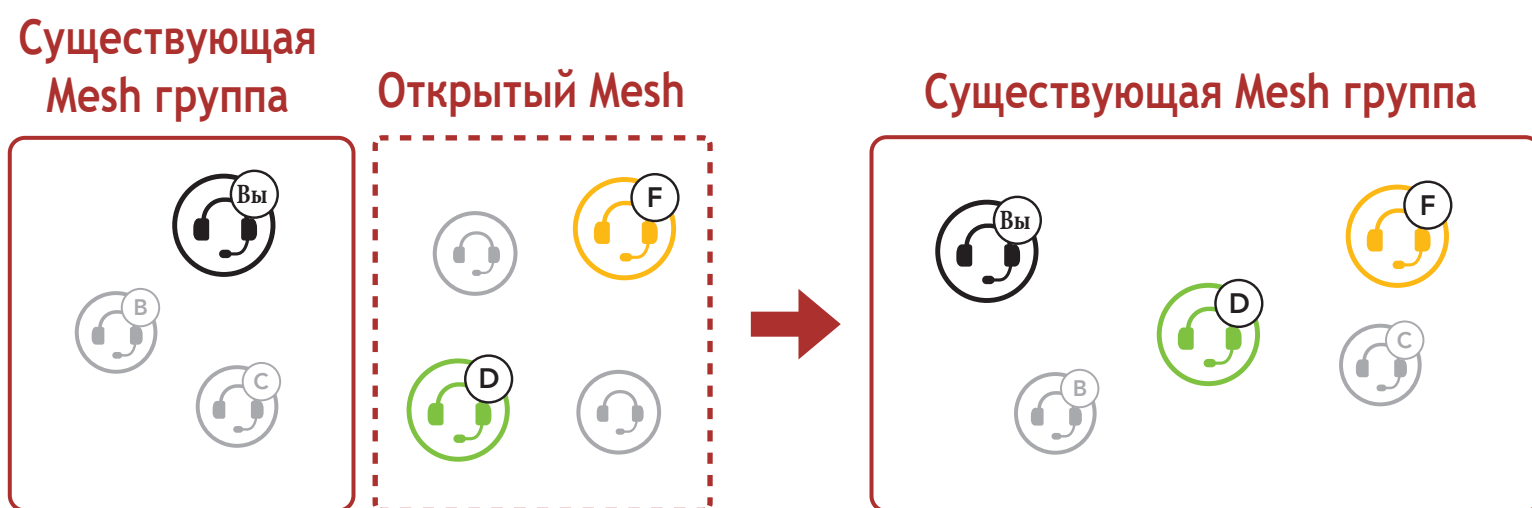 Существующая
Mesh группа
Открытый Mesh
Существующая Mesh группа
Вы
B
C
F
D
Вы
F
D
C
B